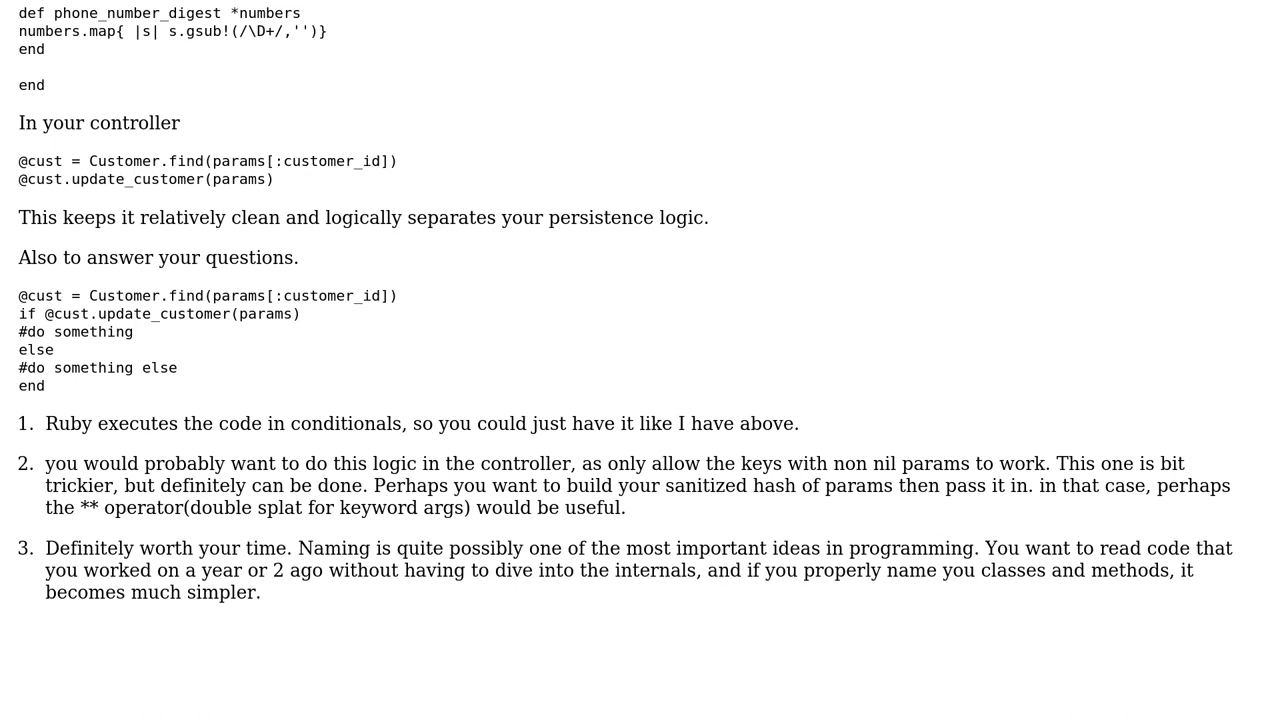 def phone_number_digest *numbers
numbers.map{ |s| s.gsub!(/\D+/,'')}
end
end
In your controller
@cust = Customer.find(params[:customer_id])
@cust.update_customer(params)
This keeps it relatively clean and logically separates your persistence logic.
Also to answer your questions.
@cust = Customer.find(params[:customer_id])
if @cust.update_customer(params)
#do something
else
#do something else
end
1. Ruby executes the code in conditionals, so you could just have it like I have above.
2. you would probably want to do this logic in the controller, as only allow the keys with non nil params to work. This one is bit
trickier, but definitely can be done. Perhaps you want to build your sanitized hash of params then pass it in. in that case, perhaps
the ** operator(double splat for keyword args) would be useful.
3. Definitely worth your time. Naming is quite possibly one of the most important ideas in programming. You want to read code that
you worked on a year or 2 ago without having to dive into the internals, and if you properly name you classes and methods, it
becomes much simpler.